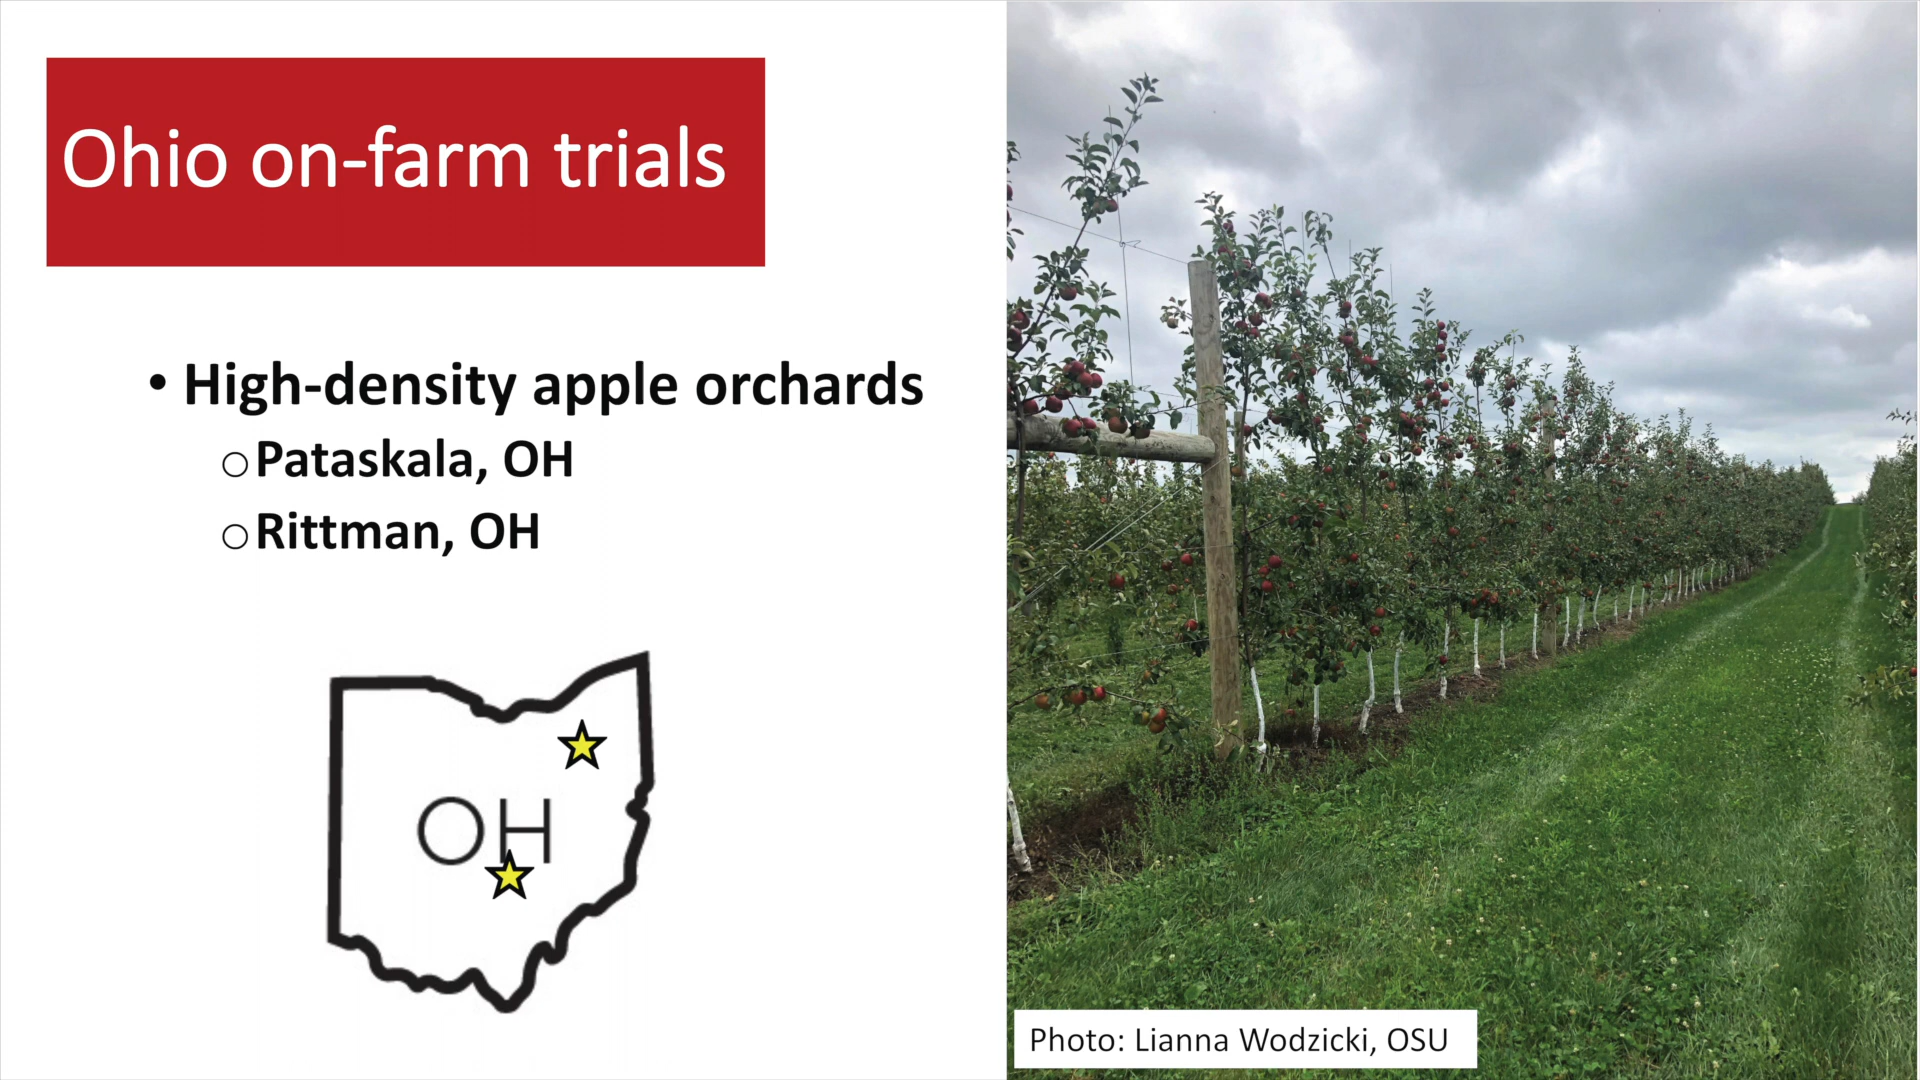 Ohio on-farm trials
• High-density apple orchards
○ Pataskala, OH
○ Rittman, OH
OH
Photo: Lianna Wodzicki, OSU